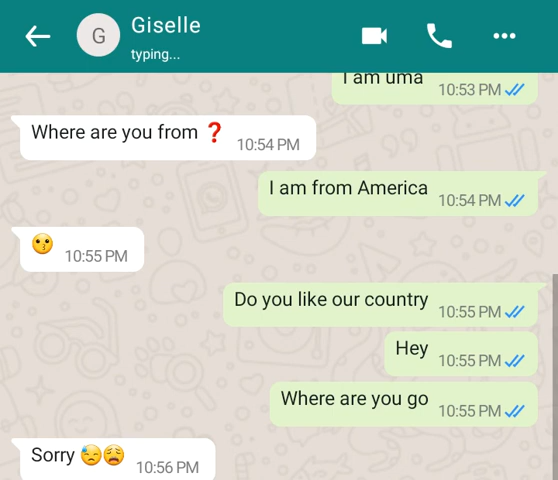 Giselle
G
typing...
I am uma
10:53 PM
Where are you from ❓
10:54 PM
I am from America
10:54 PM
😗
10:55 PM
Do you like our country
10:55 PM
Hey
10:55 PM
Where are you go
10:55 PM
Sorry 😓😩
10:56 PM